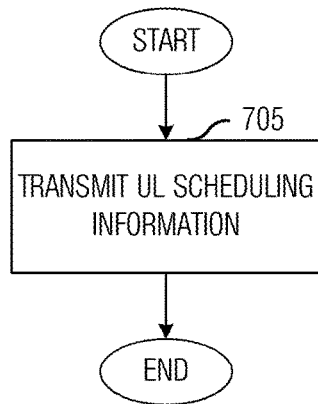 START
705
TRANSMIT UL SCHEDULING
INFORMATION
END